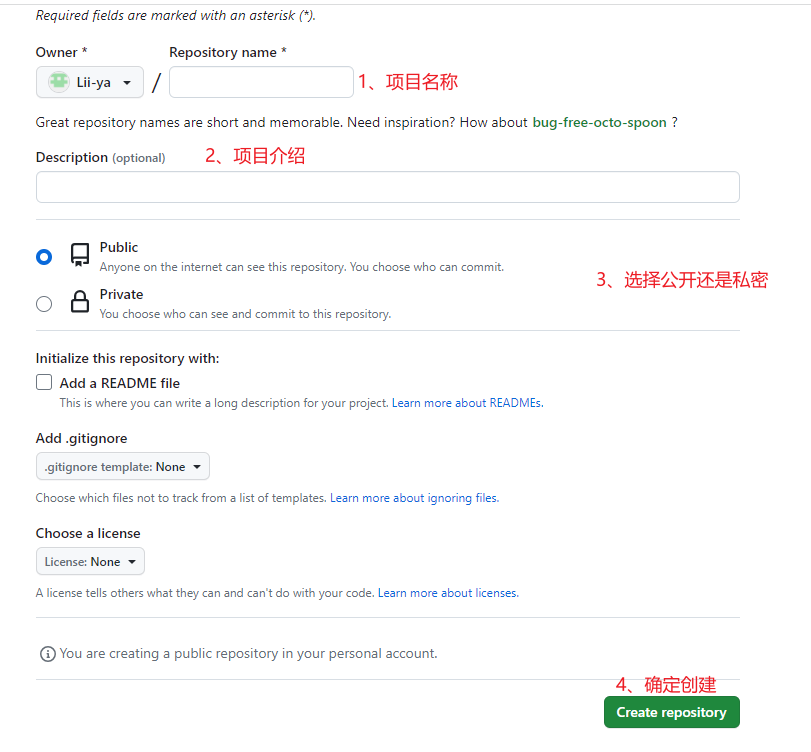 Required fields are marked with an asterisk (*).
Owner * Repository name *
Lii-ya / 1、项目名称
Great repository names are short and memorable. Need inspiration? How about bug-free-octo-spoon ?
Description (optional) 2、项目介绍
Public
Anyone on the internet can see this repository. You choose who can commit.
3、选择公开还是私密
Private
You choose who can see and commit to this repository.
Initialize this repository with:
Add a README file
This is where you can write a long description for your project. Learn more about READMEs.
Add .gitignore
.gitignore template: None
Choose which files not to track from a list of templates. Learn more about ignoring files.
Choose a license
License: None
A license tells others what they can and can't do with your code. Learn more about licenses.
You are creating a public repository in your personal account.
4、确定创建
Create repository